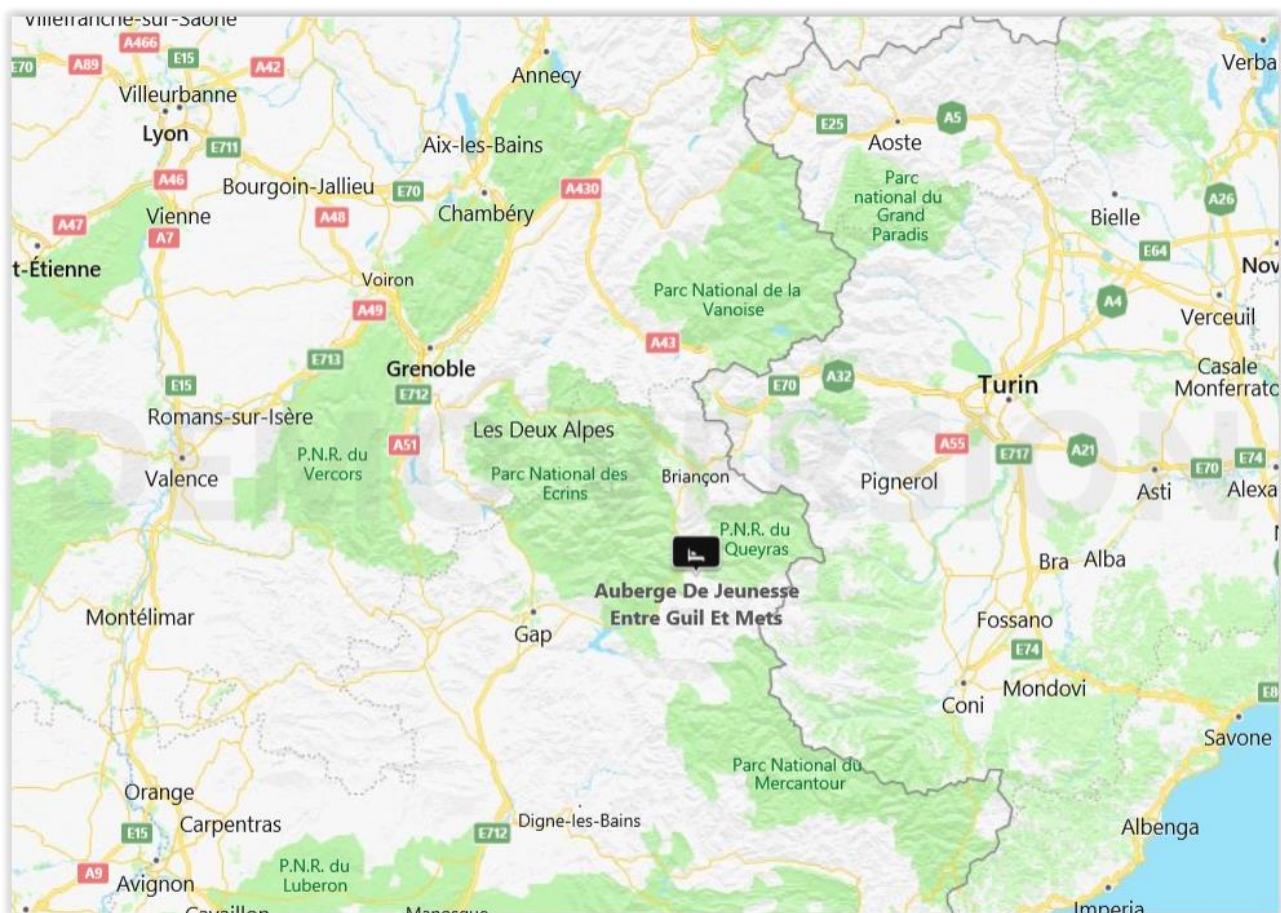 Villefranche-sur-Saône
A466
E15
E70
A89
A42
Villeurbanne
Lyon
E711
Annecy
Aix-les-Bains
A46
Bourgoin-Jallieu
E70
A430
Chambéry
A47
Vienne
A7
A48
t-Étienne
Voiron
A49
Verba
E25
A5
Aoste
Parc
national du
Grand
Paradis
Bielle
A26
E64
Nov
Parc National de la
Vanoise
A4
Verceuil
E713
Grenoble
A43
E15
E712
E70
A32
Turin
Casale
Monferrato
DEMO VERSION
Romans-sur-Isère
Les Deux Alpes
A51
A55
E717
A21
P.N.R. du
Vercors
Valence
Parc National des
Ecrins
Briançon
Pignerol
E70
E74
Asti
Alexa
P.N.R. du
Queyras
Bra
Alba
Auberge De Jeunesse
Entre Guil Et Mets
Montélimar
Gap
Fossano
E74
Coni
Mondovi
E8
Savone
Parc National du
Mercantour
Orange
Carpentras
E15
E712
Digne-les-Bains
Albenga
A9
Avignon
P.N.R. du
Luberon
Cavaillon
Manosque
Imperia